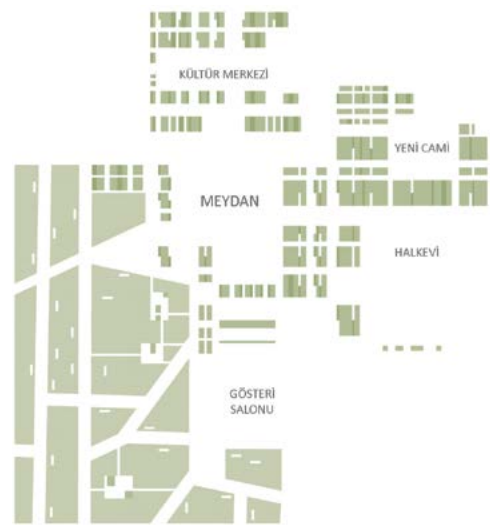 KÜLTÜR MERKEZİ
YENİ CAMİ
MEYDAN
HALKEVİ
GÖSTERİ
SALONU